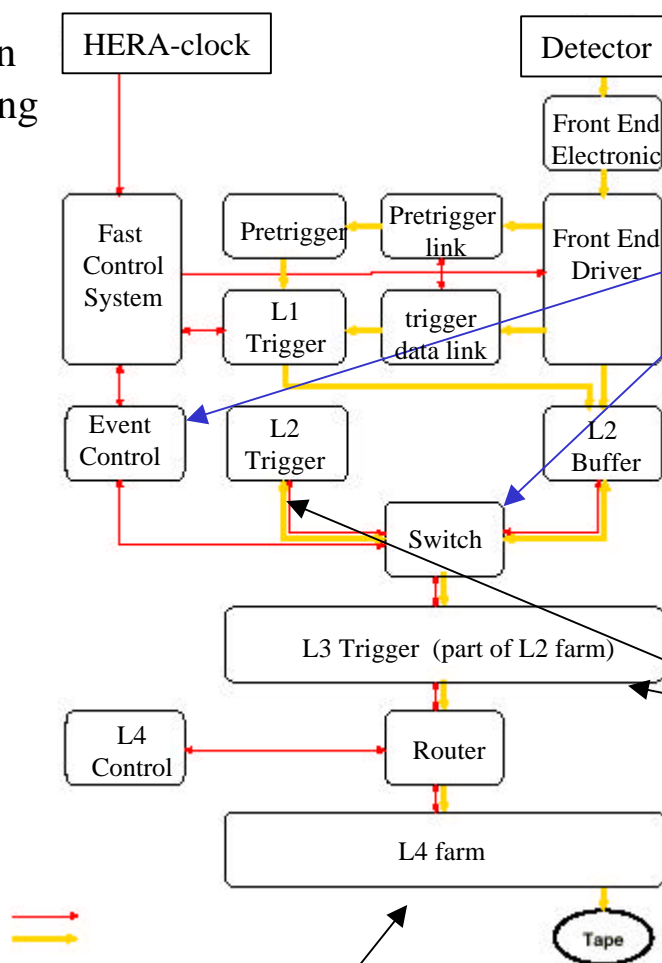 n
ng
HERA-clock
Detector
Front End
Electronic
Fast
Control
System
Pretrigger
Pretrigger
link
Front End
Driver
L1
Trigger
trigger
data link
Event
Control
L2
Trigger
L2
Buffer
Switch
L3 Trigger (part of L2 farm)
L4
Control
Router
L4 farm
Tape